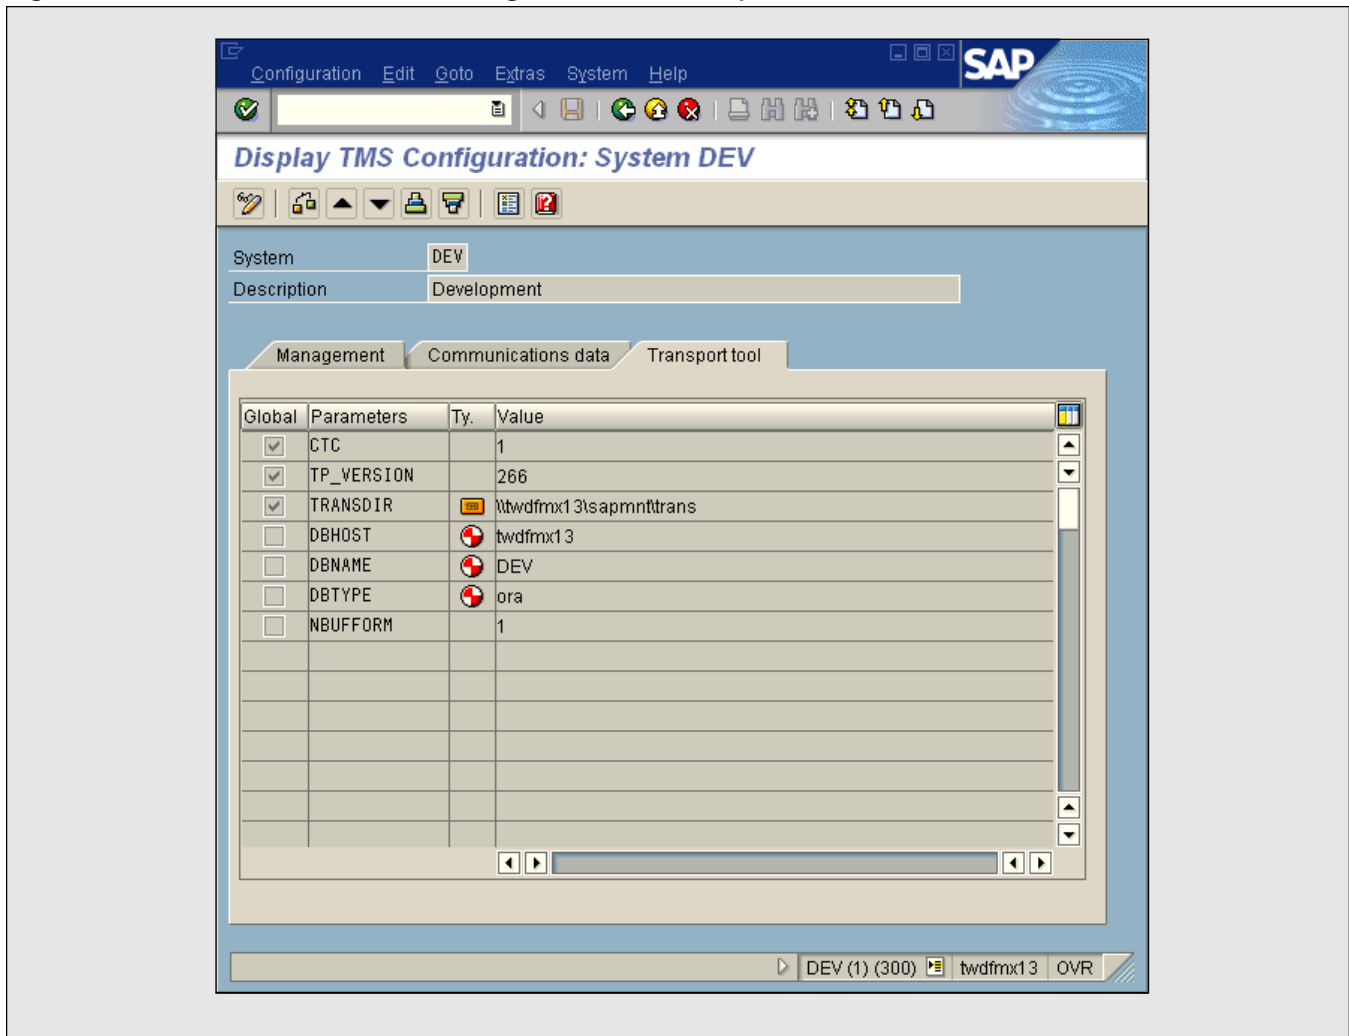 Configuration Edit Goto Extras System Help
SAP
Display TMS Configuration: System DEV
System DEV
Description Development
Management Communications data Transport tool
Global Parameters Ty. Value
CTC 1
TP_VERSION 266
TRANSDIR \\twdfmx13\sapmnt\trans
DBHOST twdfmx13
DBNAME DEV
DBTYPE ora
NBUFFORM 1
DEV (1) (300) twdfmx13 OVR